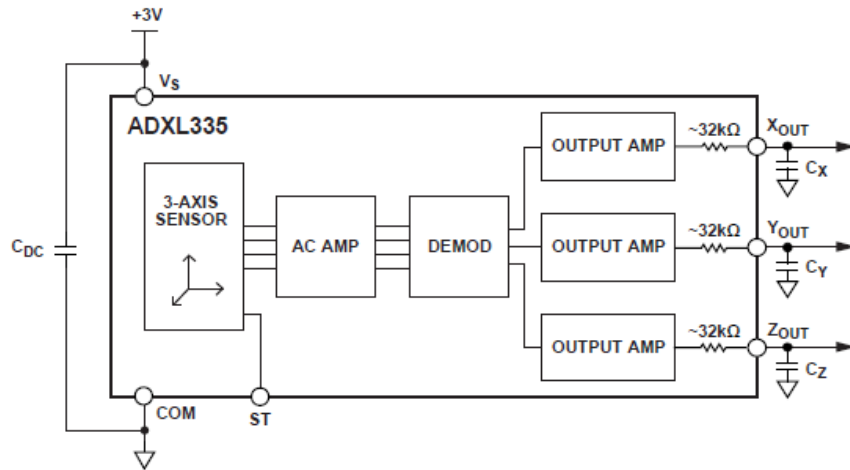 +3V
VS
ADXL335
3-AXIS
SENSOR
AC AMP
DEMOD
OUTPUT AMP
~32kΩ
XOUT
CX
OUTPUT AMP
~32kΩ
YOUT
CY
OUTPUT AMP
~32kΩ
ZOUT
CZ
CDC
COM
ST